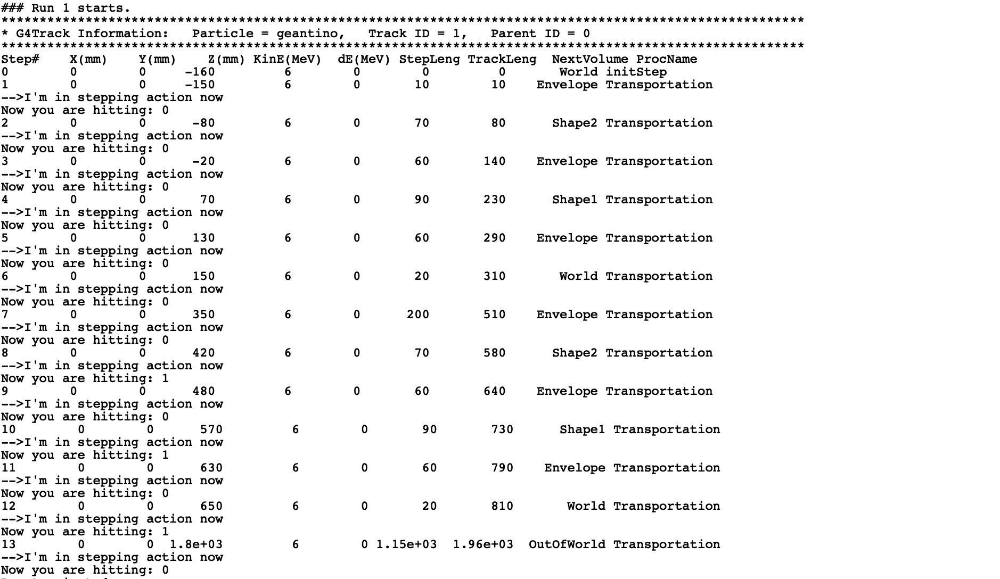 ### Run 1 starts.
*********************************************************************************************************
* G4Track Information:   Particle = geantino,   Track ID = 1,   Parent ID = 0
*********************************************************************************************************
Step#    X(mm)    Y(mm)    Z(mm) KinE(MeV)  dE(MeV) StepLeng TrackLeng  NextVolume ProcName
0        0        0     -160         6        0        0         0       World initStep
1        0        0     -150         6        0       10        10    Envelope Transportation
-->I'm in stepping action now
Now you are hitting: 0
2        0        0      -80         6        0       70        80      Shape2 Transportation
-->I'm in stepping action now
Now you are hitting: 0
3        0        0      -20         6        0       60       140    Envelope Transportation
-->I'm in stepping action now
Now you are hitting: 0
4        0        0       70         6        0       90       230      Shape1 Transportation
-->I'm in stepping action now
Now you are hitting: 0
5        0        0      130         6        0       60       290    Envelope Transportation
-->I'm in stepping action now
Now you are hitting: 0
6        0        0      150         6        0       20       310       World Transportation
-->I'm in stepping action now
Now you are hitting: 0
7        0        0      350         6        0      200       510    Envelope Transportation
-->I'm in stepping action now
Now you are hitting: 0
8        0        0      420         6        0       70       580      Shape2 Transportation
-->I'm in stepping action now
Now you are hitting: 1
9        0        0      480         6        0       60       640    Envelope Transportation
-->I'm in stepping action now
Now you are hitting: 0
10        0        0      570         6        0       90       730      Shape1 Transportation
-->I'm in stepping action now
Now you are hitting: 1
11        0        0      630         6        0       60       790    Envelope Transportation
-->I'm in stepping action now
Now you are hitting: 0
12        0        0      650         6        0       20       810       World Transportation
-->I'm in stepping action now
Now you are hitting: 1
13        0        0  1.8e+03         6        0 1.15e+03  1.96e+03  OutOfWorld Transportation
-->I'm in stepping action now
Now you are hitting: 0